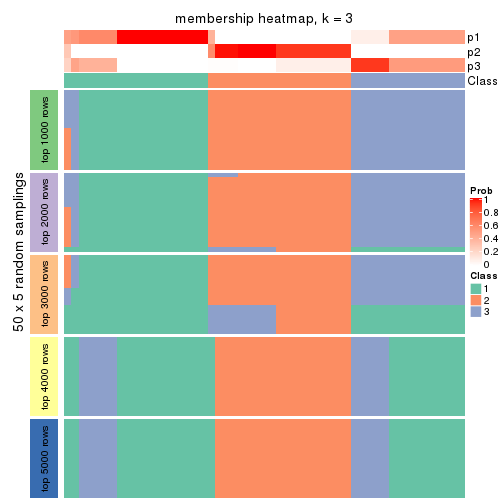 membership heatmap, k = 3
p1
p2
p3
Class
50 x 5 random samplings
top 1000 rows
top 2000 rows
top 3000 rows
top 4000 rows
top 5000 rows
Prob
1
0.8
0.6
0.4
0.2
0
Class
1
2
3